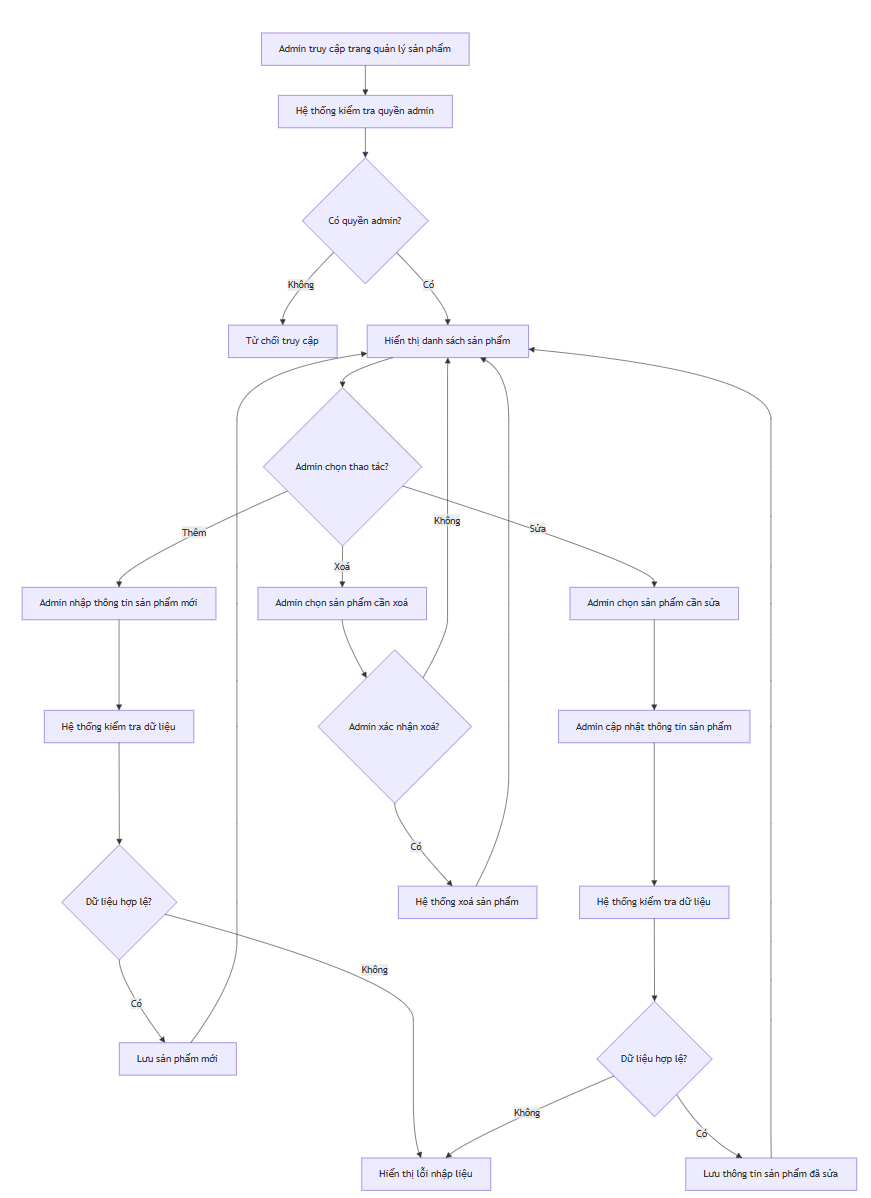 Admin truy cập trang quản lý sản phẩm
Hệ thống kiểm tra quyền admin
Có quyền admin?
Không
Có
Từ chối truy cập
Hiển thị danh sách sản phẩm
Admin chọn thao tác?
Không
Thêm
Sửa
Xoá
Admin nhập thông tin sản phẩm mới
Admin chọn sản phẩm cần xoá
Admin chọn sản phẩm cần sửa
Hệ thống kiểm tra dữ liệu
Admin xác nhận xoá?
Admin cập nhật thông tin sản phẩm
Có
Dữ liệu hợp lệ?
Hệ thống xoá sản phẩm
Hệ thống kiểm tra dữ liệu
Không
Có
Lưu sản phẩm mới
Dữ liệu hợp lệ?
Không
Có
Hiển thị lỗi nhập liệu
Lưu thông tin sản phẩm đã sửa